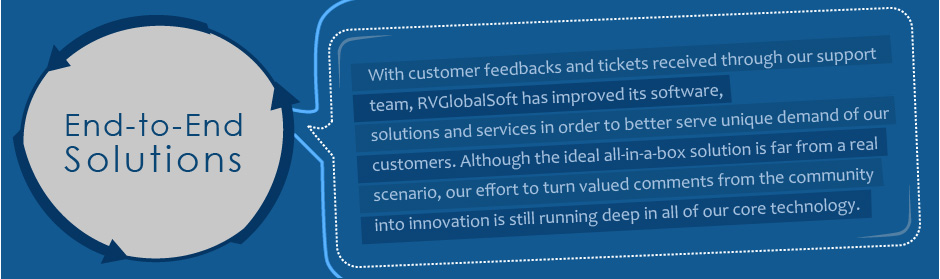 End-to-End
Solutions
With customer feedbacks and tickets received through our support
team, RVGlobalSoft has improved its software,
solutions and services in order to better serve unique demand of our
customers. Although the ideal all-in-a-box solution is far from a real
scenario, our effort to turn valued comments from the community
into innovation is still running deep in all of our core technology.